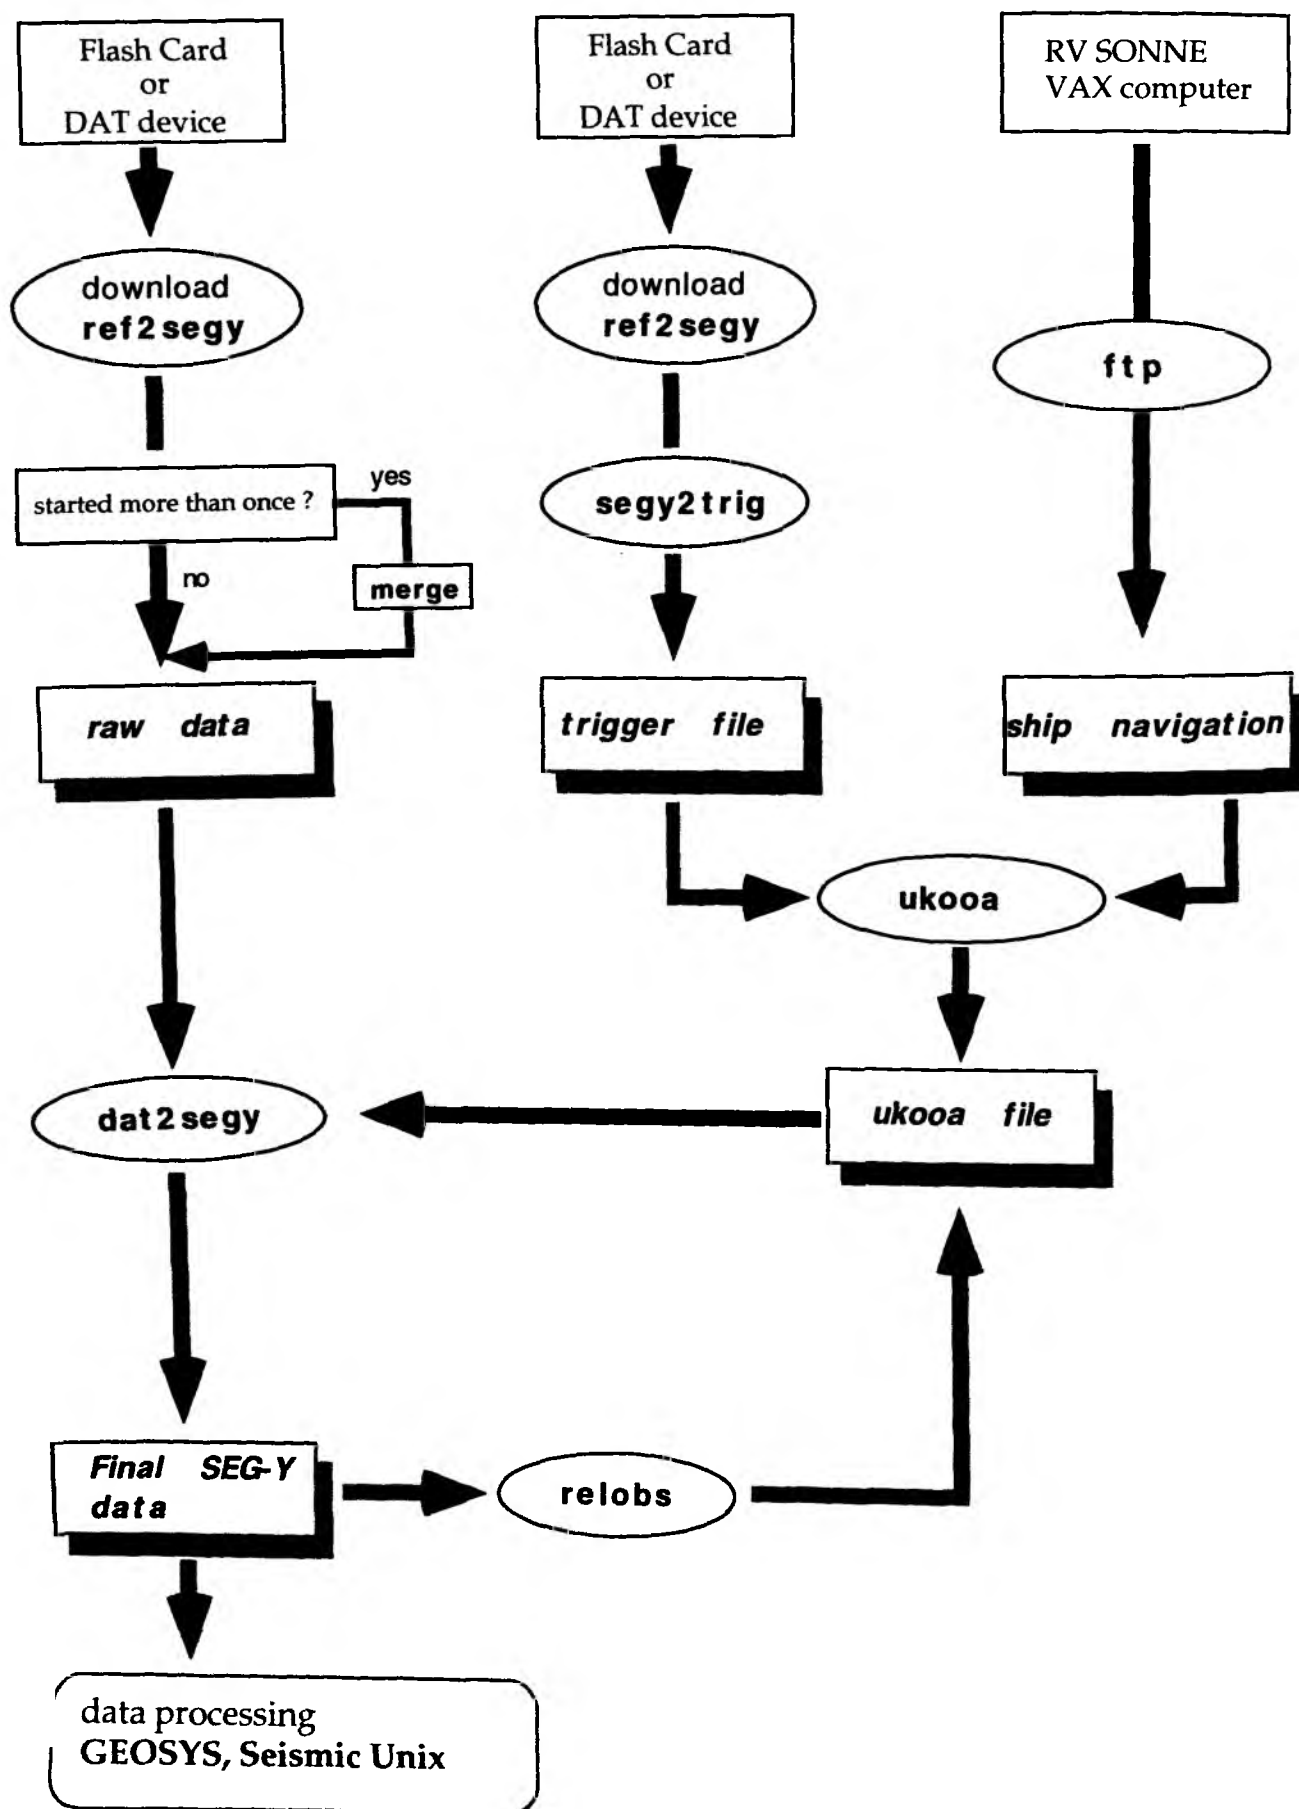 Flash Card
or
DAT device
Flash Card
or
DAT device
RV SONNE
VAX computer
download
ref2segy
download
ref2segy
ftp
started more than once ?
yes
no
merge
segy2trig
raw data
trigger file
ship navigation
ukooa
dat2segy
ukooa file
Final SEG-Y
data
relobs
data processing
GEOSYS, Seismic Unix